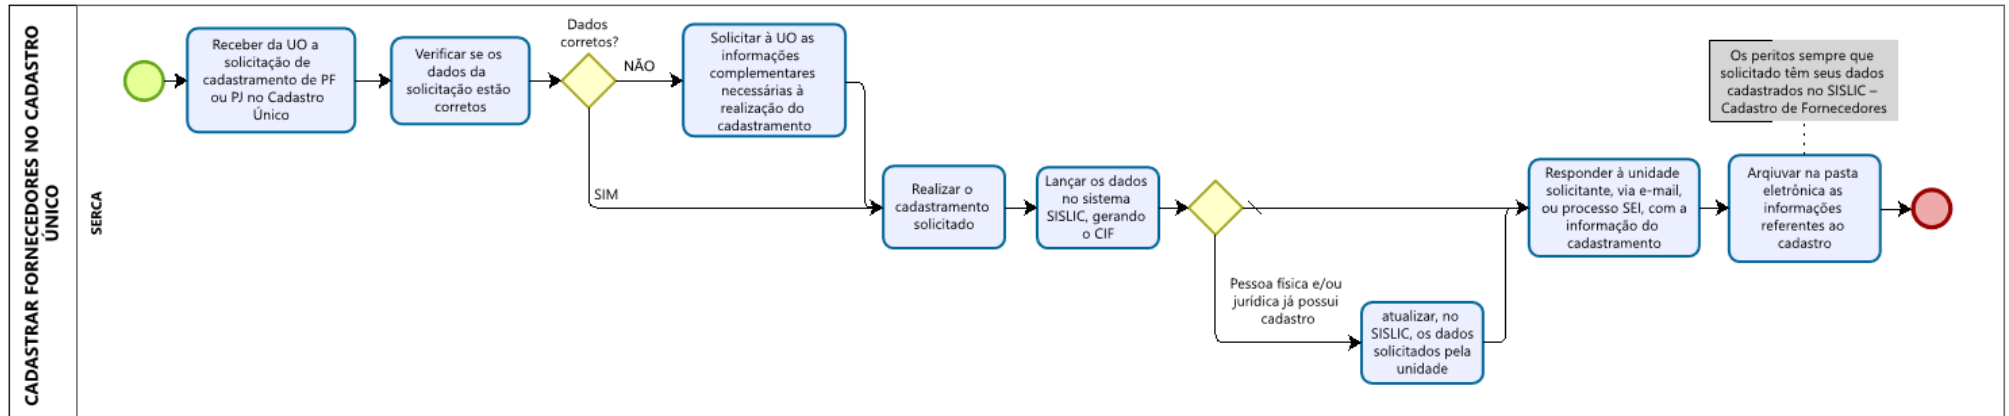 CADASTRAR FORNECEDORES NO CADASTRO
ÚNICO
SERCA
Receber da UO a
solicitação de
cadastramento de PF
ou PJ no Cadastro
Único
Verificar se os
dados da
solicitação estão
corretos
Dados
corretos?
NÃO
SIM
Solicitar à UO as
informações
complementares
necessárias à
realização do
cadastramento
Realizar o
cadastramento
solicitado
Lançar os dados
no sistema
SISLIC, gerando
o CIF
Pessoa física e/ou
jurídica já possui
cadastro
atualizar, no
SISLIC, os dados
solicitados pela
unidade
Responder à unidade
solicitante, via e-mail,
ou processo SEI, com a
informação do
cadastramento
Os peritos sempre que
solicitado têm seus dados
cadastrados no SISLIC –
Cadastro de Fornecedores
Arqiuvar na pasta
eletrônica as
informações
referentes ao
cadastro